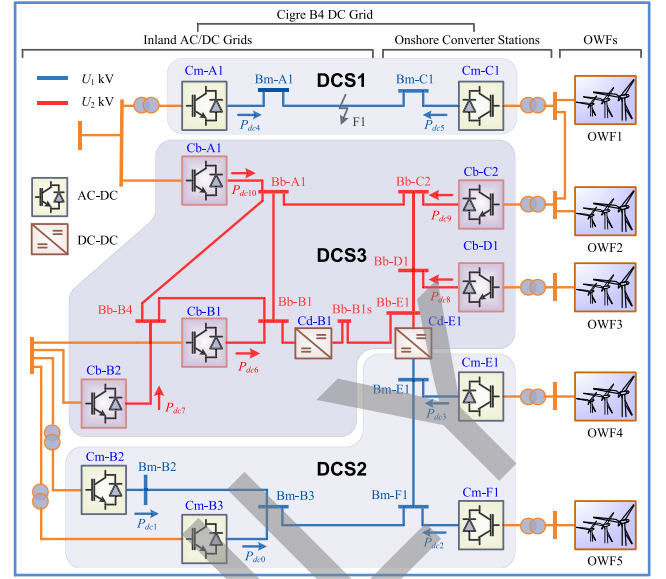 Cigre B4 DC Grid
Inland AC/DC Grids
Onshore Converter Stations
OWFs
U1 kV
U2 kV
AC-DC
DC-DC
Cm-A1
Bm-A1
DCS1
Bm-C1
Cm-C1
Pdc4
F1
Pdc5
OWF1
Cb-A1
Pdc10
Bb-A1
Bb-C2
Cb-C2
Pdc9
OWF2
DCS3
Bb-D1
Cb-D1
Pdc8
OWF3
Bb-B4
Cb-B1
Bb-B1
Bb-B1s
Bb-E1
Cd-B1
Cd-E1
Pdc6
Cb-B2
Pdc7
Bm-E1
Cm-E1
Pdc3
OWF4
DCS2
Cm-B2
Bm-B2
Pdc1
Cm-B3
Bm-B3
Pdc0
Bm-F1
Cm-F1
Pdc2
OWF5